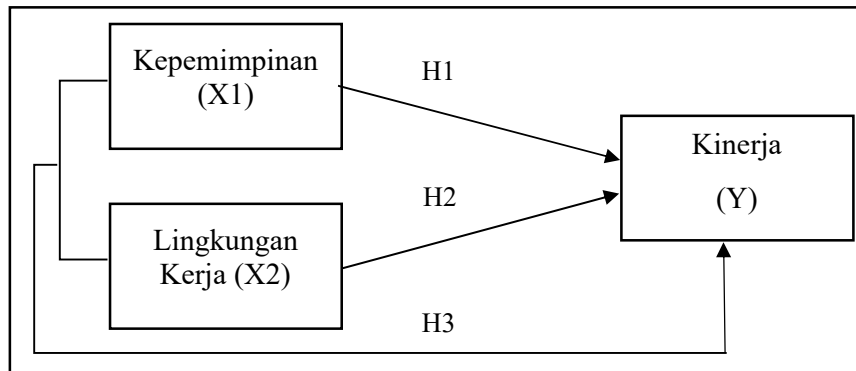 Kepemimpinan
(X1)
H1
Kinerja
(Y)
H2
Lingkungan
Kerja (X2)
H3